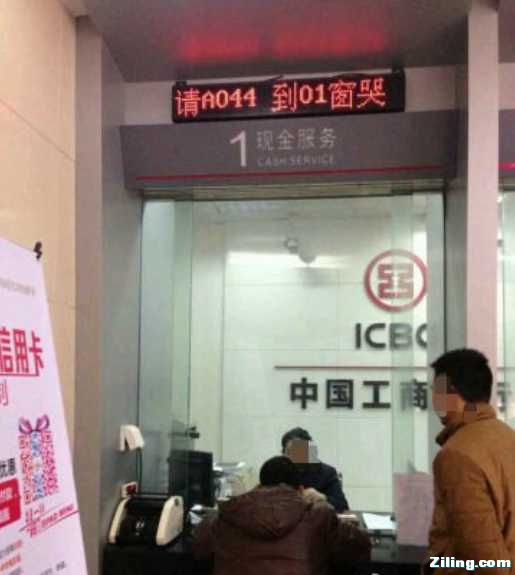 请A044 到01窗哭
1 现金服务
CASH SERVICE
ICBC
中国工商
行
信用卡
Ziling.com